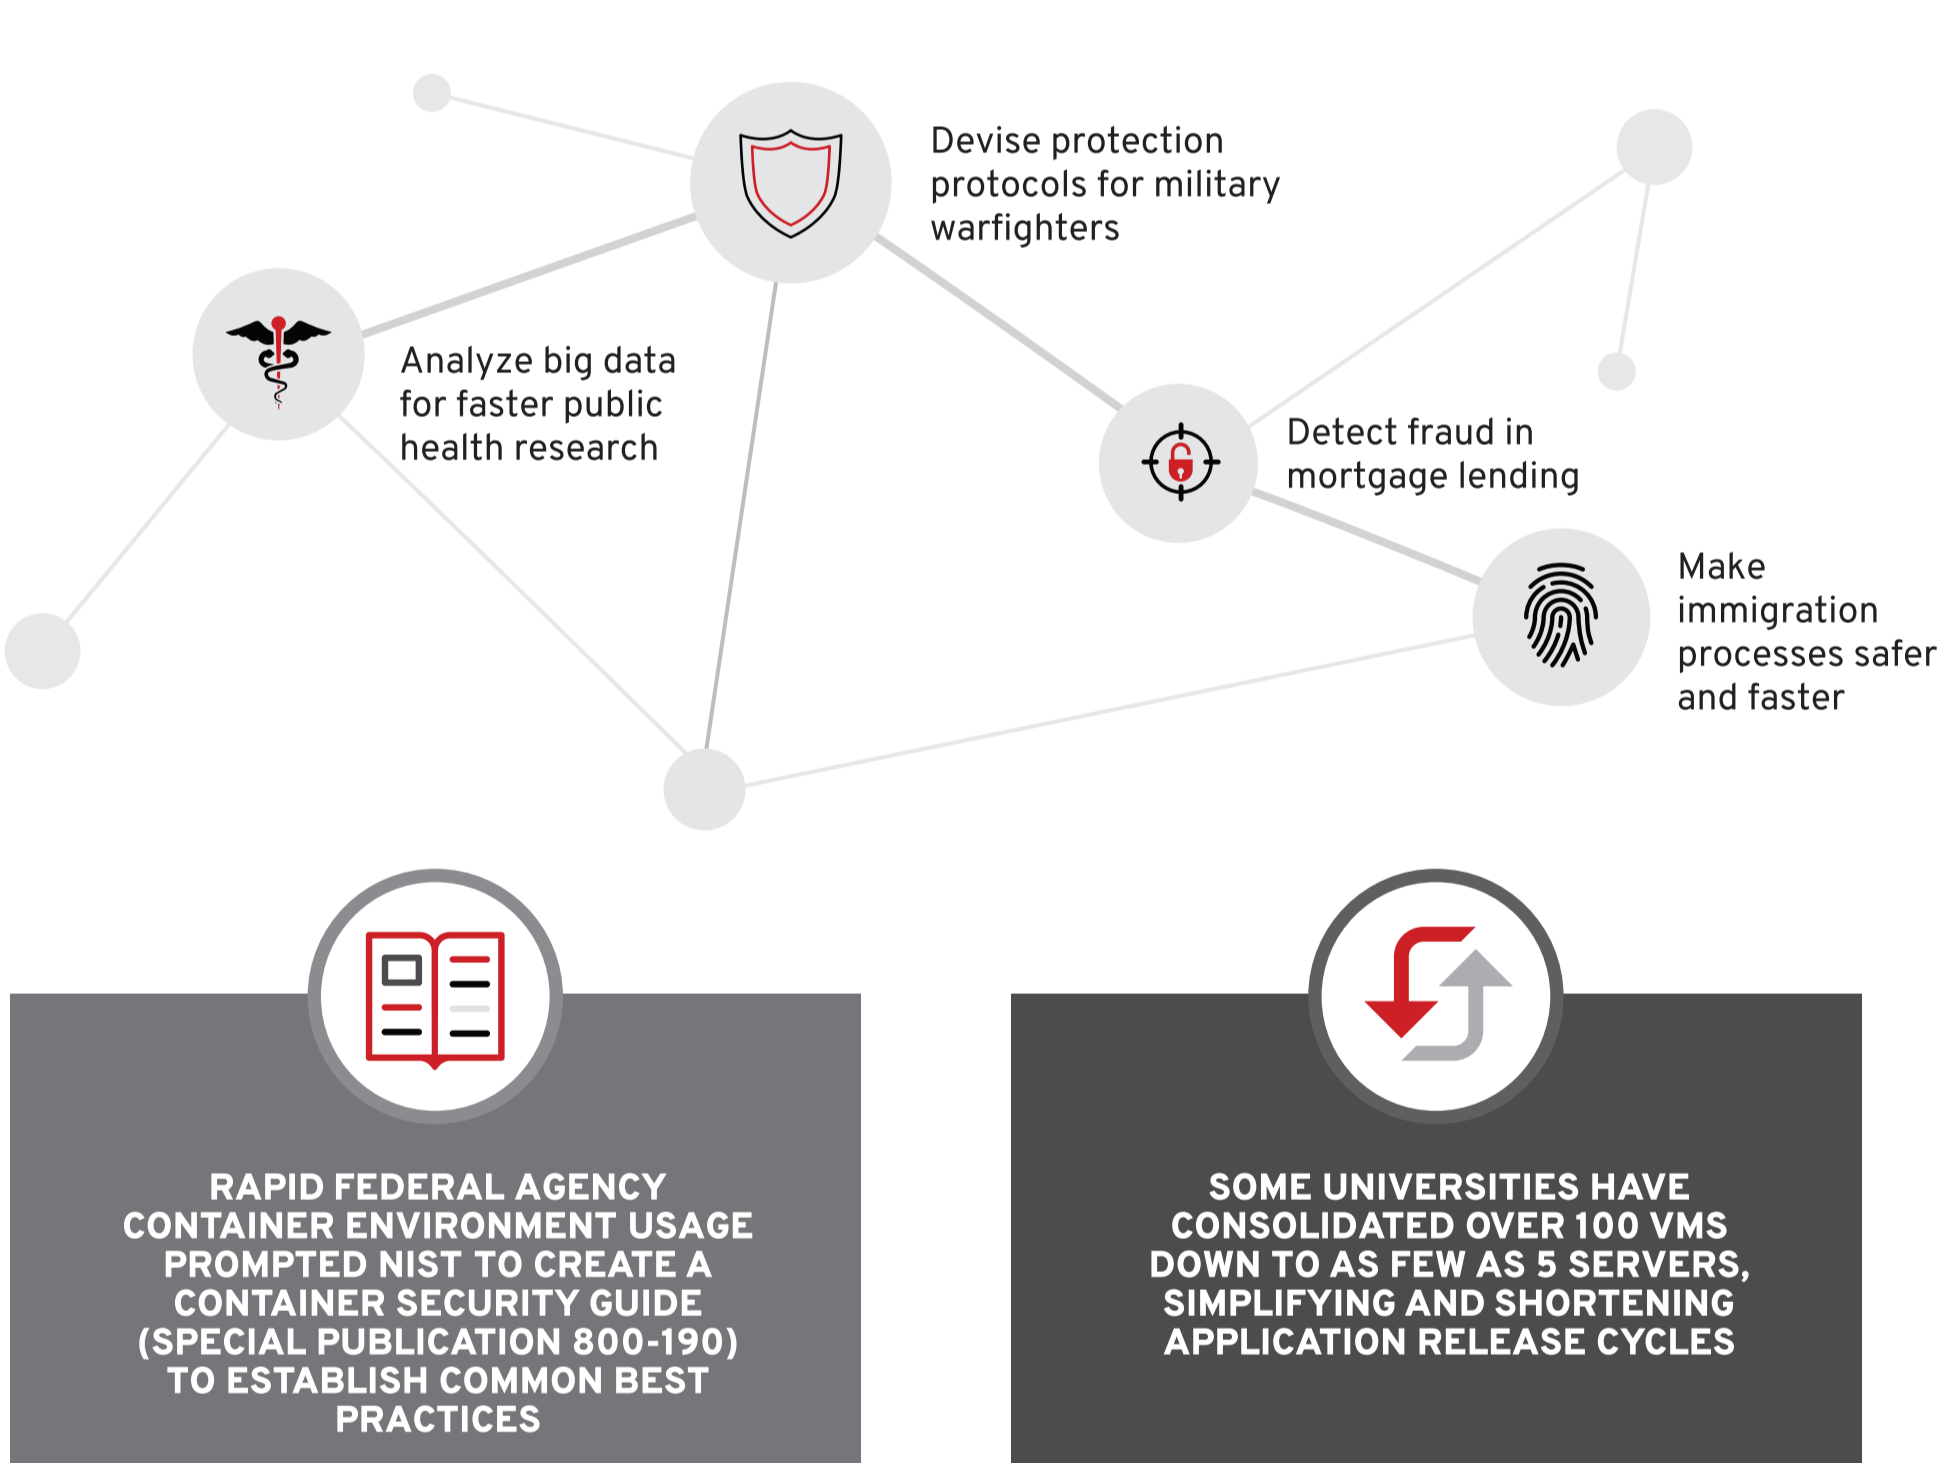 Devise protection
protocols for military
warfighters
Analyze big data
for faster public
health research
Detect fraud in
mortgage lending
Make
immigration
processes safer
and faster
RAPID FEDERAL AGENCY
CONTAINER ENVIRONMENT USAGE
PROMPTED NIST TO CREATE A
CONTAINER SECURITY GUIDE
(SPECIAL PUBLICATION 800-190)
TO ESTABLISH COMMON BEST
PRACTICES
SOME UNIVERSITIES HAVE
CONSOLIDATED OVER 100 VMS
DOWN TO AS FEW AS 5 SERVERS,
SIMPLIFYING AND SHORTENING
APPLICATION RELEASE CYCLES